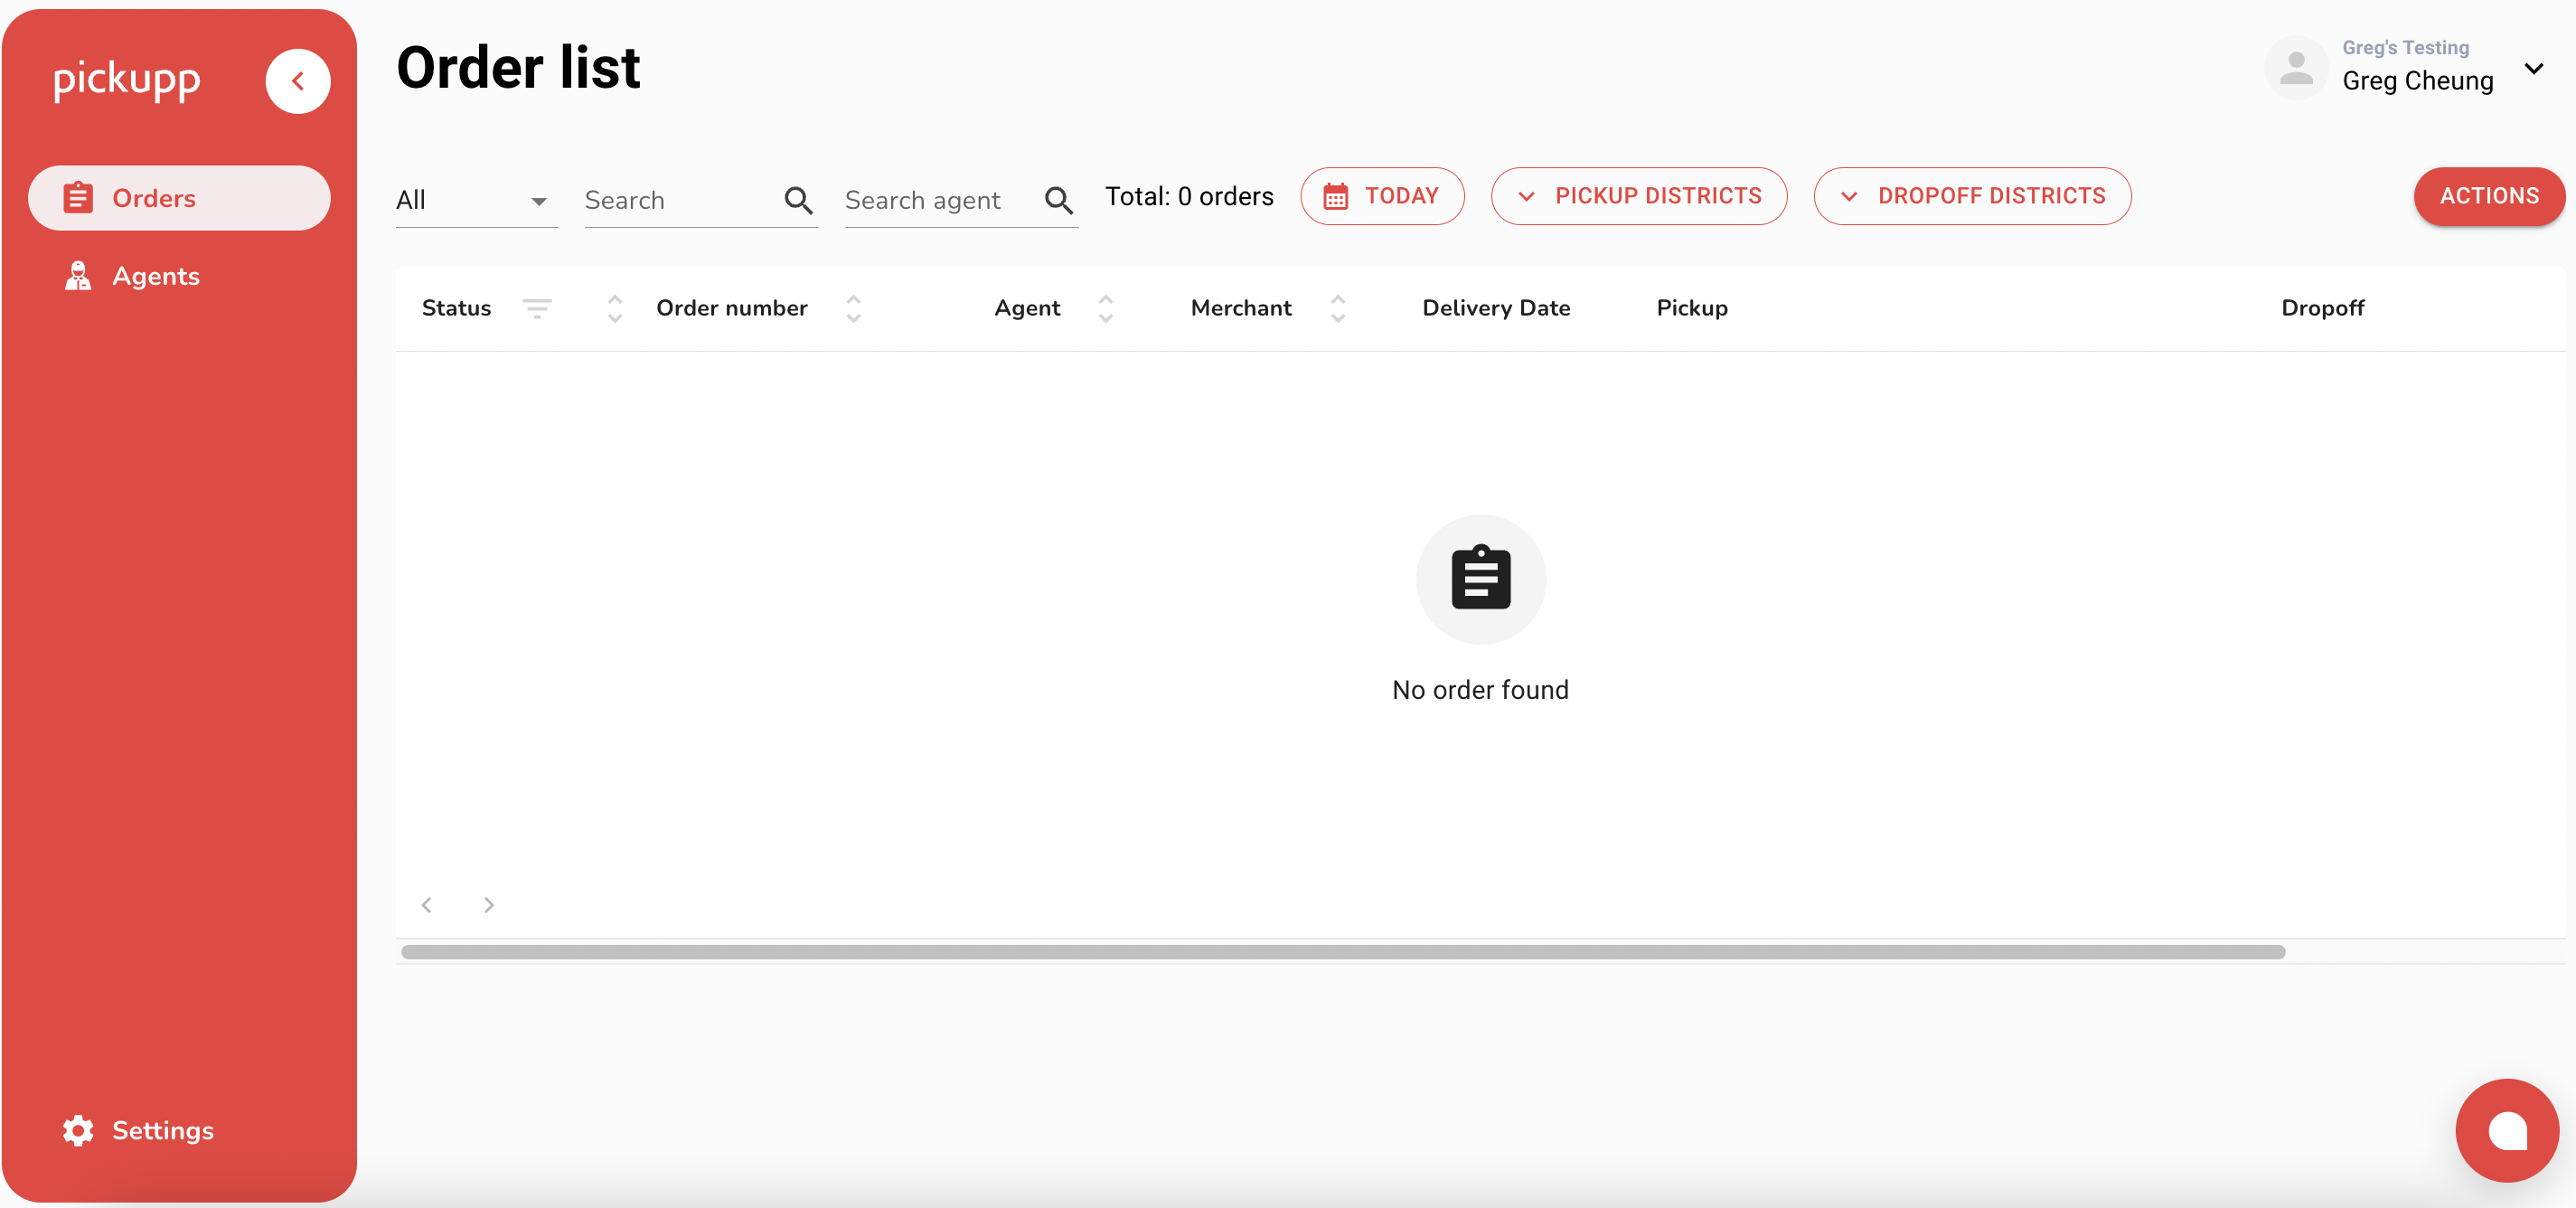 pickupp
Orders
Agents
Settings
Order list
Greg's Testing
Greg Cheung
All
Search
Search agent
Total: 0 orders
TODAY
PICKUP DISTRICTS
DROPOFF DISTRICTS
ACTIONS
Status Order number Agent Merchant Delivery Date Pickup Dropoff
No order found